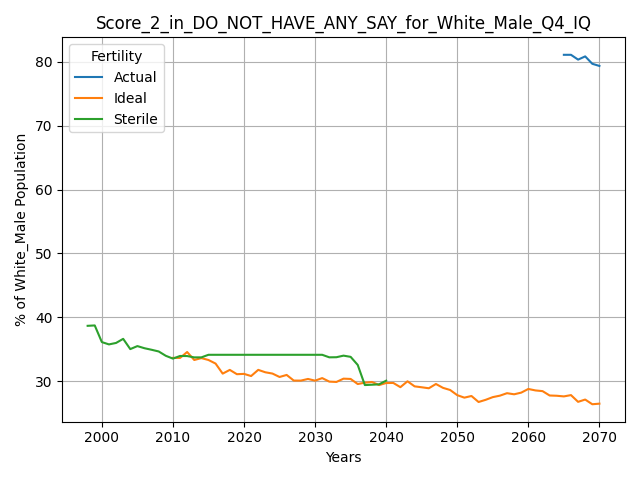 Score_2_in_DO_NOT_HAVE_ANY_SAY_for_White_Male_Q4_IQ
Fertility
Actual
Ideal
Sterile
80
70
60
50
40
30
% of White_Male Population
2000 2010 2020 2030 2040 2050 2060 2070
Years